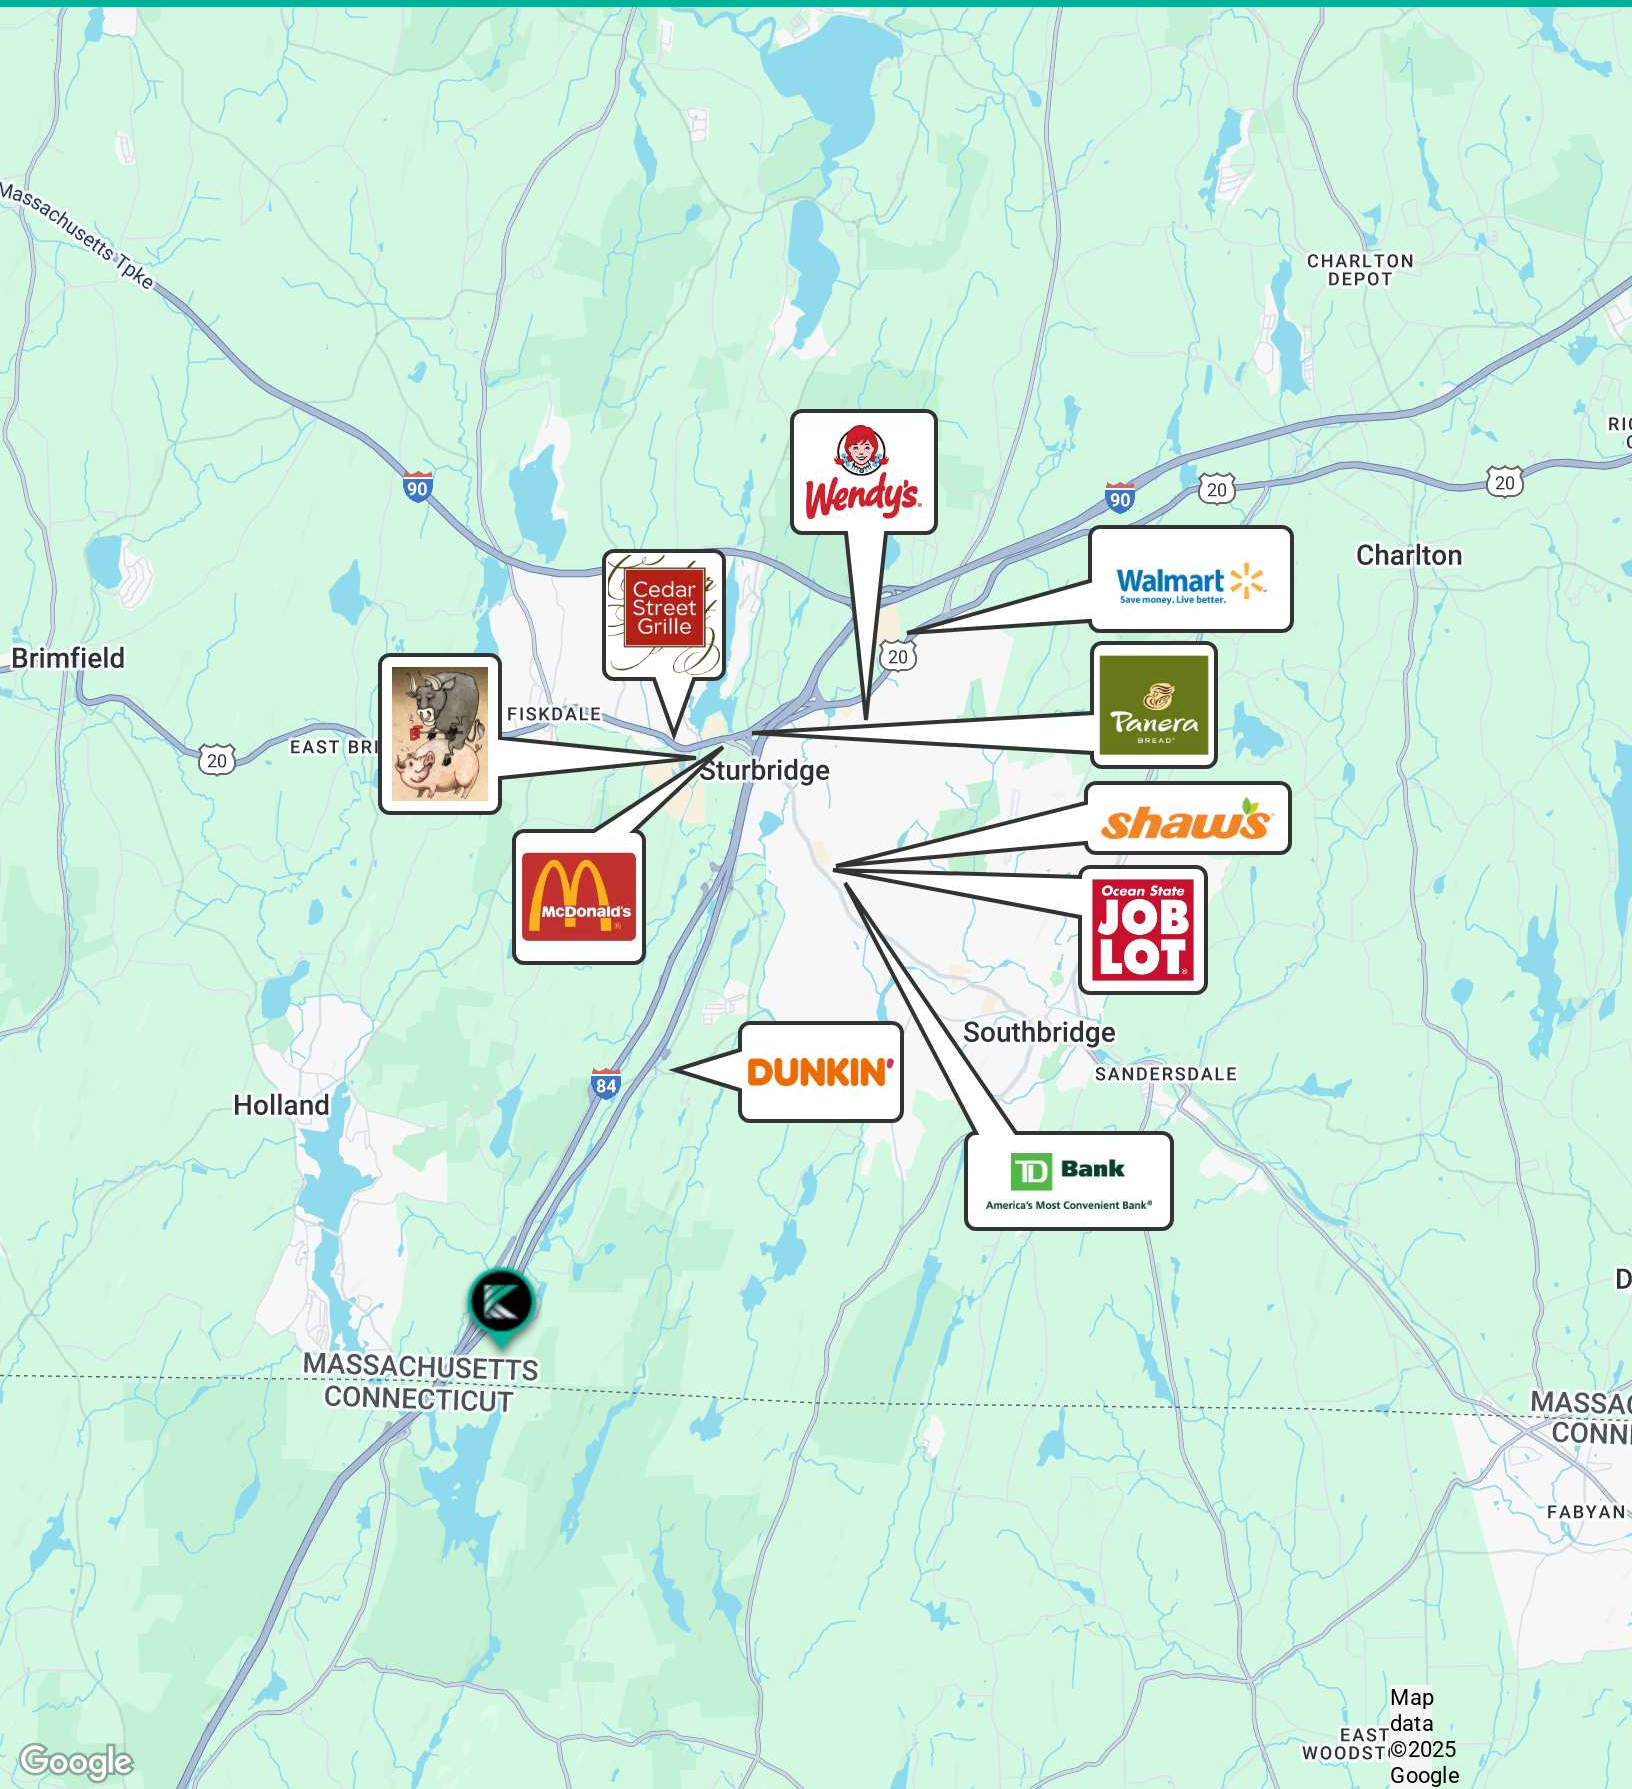 Massachusetts Tpke
CHARLTON
DEPOT
90
90
20
20
Wendy's
Charlton
Walmart
Save money. Live better.
Cedar
Street
Grille
20
Brimfield
FISKDALE
Panera
BREAD
EAST BRI
20
Sturbridge
shaw's
McDonald's
Ocean State
JOB
LOT
Southbridge
DUNKIN'
SANDERSDALE
84
Holland
TD Bank
America's Most Convenient Bank®
D
MASSACHUSETTS
CONNECTICUT
MASSAC
CONNE
FABYAN
Map
data
©2025
Google
EAST
WOODST
Google